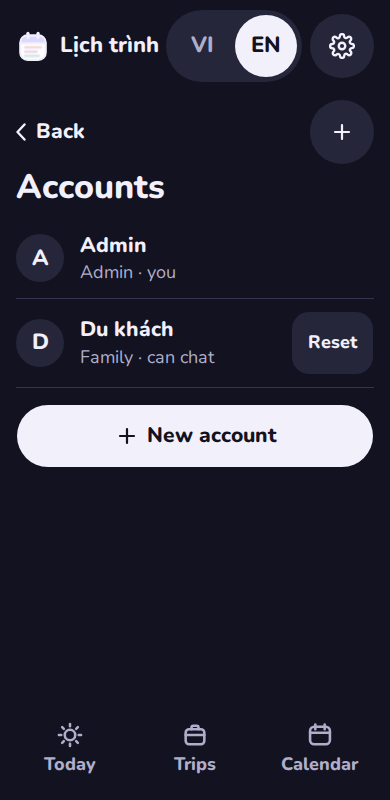 Lịch trình
VI
EN
Back
Accounts
A
Admin
Admin · you
D
Du khách
Family · can chat
Reset
New account
Today
Trips
Calendar